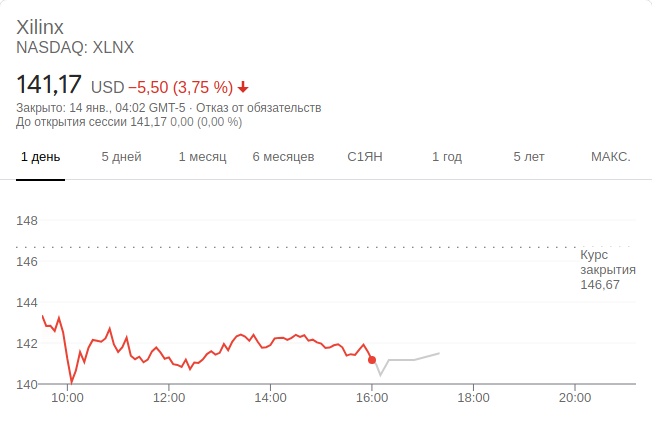 Xilinx
NASDAQ: XLNX
141,17 USD −5,50 (3,75 %)
Закрыто: 14 янв., 04:02 GMT-5 · Отказ от обязательств
До открытия сессии 141,17 0,00 (0,00 %)
1 день 5 дней 1 месяц 6 месяцев С1ЯН 1 год 5 лет МАКС.
148
146
Курс
закрытия
146,67
144
142
140
10:00 12:00 14:00 16:00 18:00 20:00